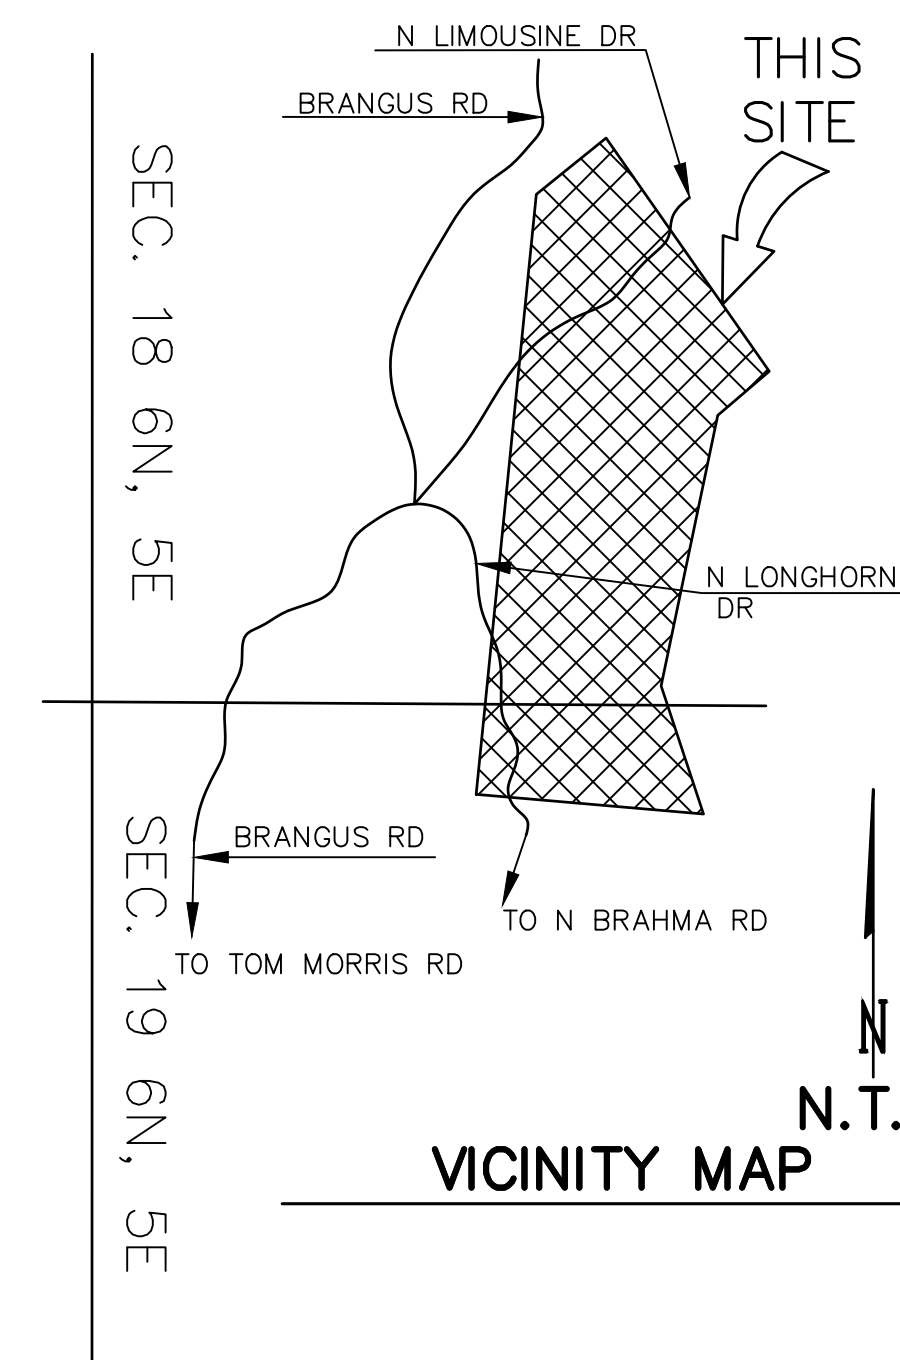 N LIMOUSINE DR
BRANGUS RD
THIS
SITE
SEC. 18 6N, 5E
N LONGHORN
DR
SEC. 19 6N, 5E
BRANGUS RD
TO N BRAHMA RD
TO TOM MORRIS RD
N
N.T.
VICINITY MAP